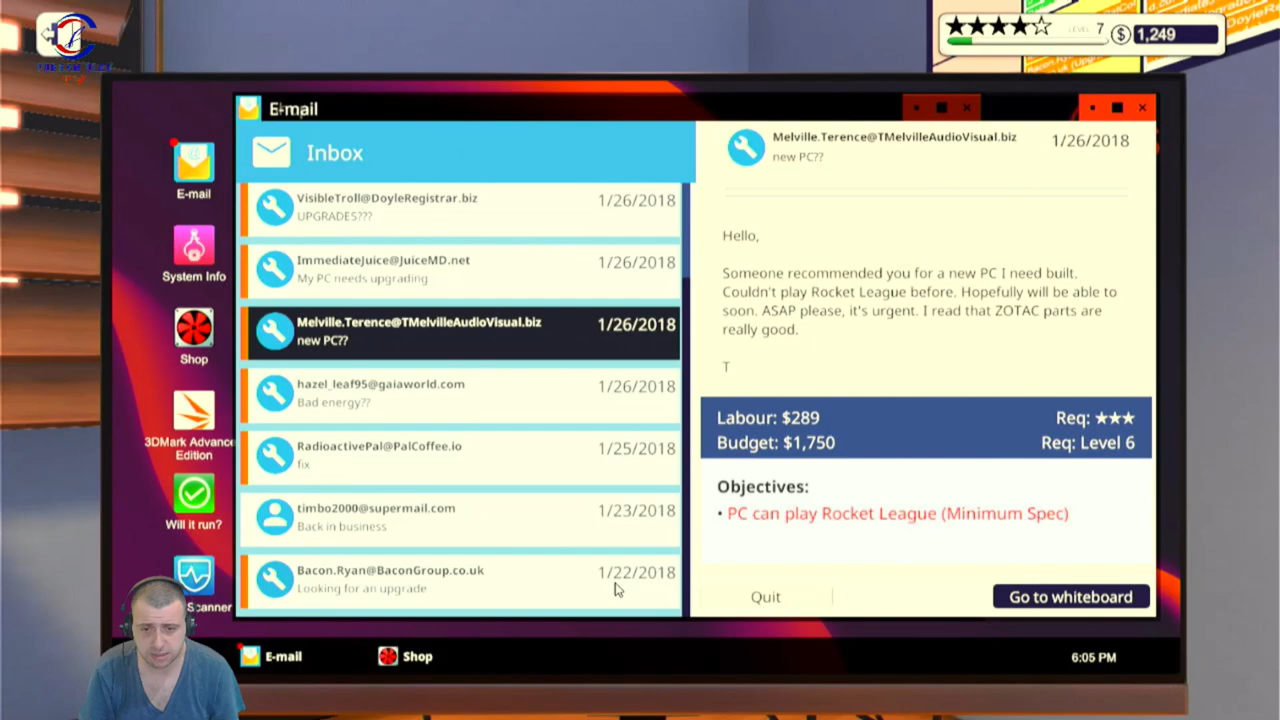 LEVEL 7
$ 1,249
E-mail
Inbox
VisibleTroll@DoyleRegistrar.biz 1/26/2018
UPGRADES???
ImmediateJuice@JuiceMD.net 1/26/2018
My PC needs upgrading
Melville.Terence@TMelvilleAudioVisual.biz 1/26/2018
new PC??
hazel_leaf95@gaiaworld.com 1/26/2018
Bad energy??
RadioactivePal@PalCoffee.io 1/25/2018
fix
timbo2000@supermail.com 1/23/2018
Back in business
Bacon.Ryan@BaconGroup.co.uk 1/22/2018
Looking for an upgrade
Melville.Terence@TMelvilleAudioVisual.biz 1/26/2018
new PC??
Hello,
Someone recommended you for a new PC I need built.
Couldn't play Rocket League before. Hopefully will be able to
soon. ASAP please, it's urgent. I read that ZOTAC parts are
really good.
T
Labour: $289 Req: ★★★
Budget: $1,750 Req: Level 6
Objectives:
• PC can play Rocket League (Minimum Spec)
Quit Go to whiteboard
E-mail
System Info
Shop
3DMark Advance
Edition
Will it run?
Scanner
E-mail Shop 6:05 PM